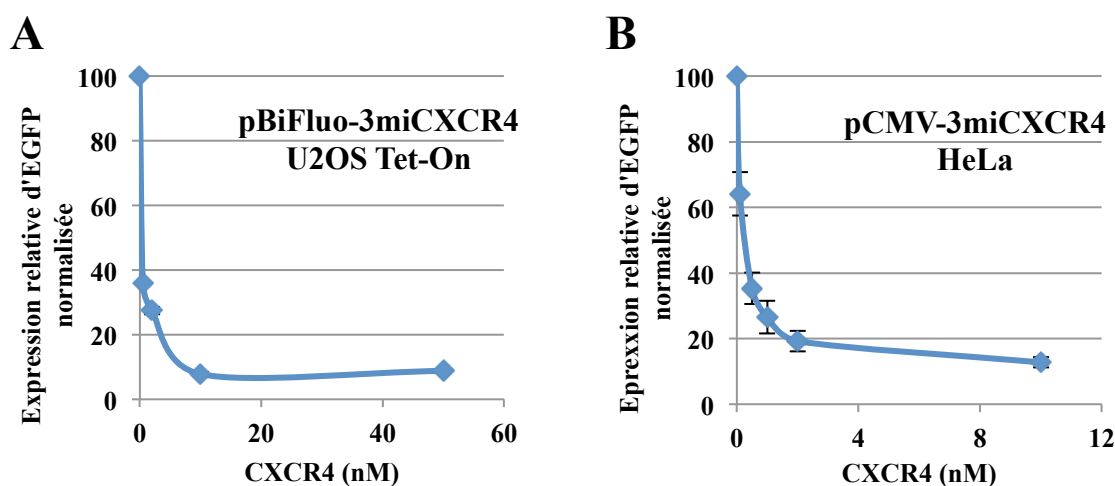 A
Expression relative d'EGFP
normalisée
100
80
60
40
20
0
pBiFluo-3miCXCR4
U2OS Tet-On
0 20 40 60
CXCR4 (nM)
B
Eprexxion relative d'EGFP
normalisée
100
80
60
40
20
0
pCMV-3miCXCR4
HeLa
0 4 8 12
CXCR4 (nM)